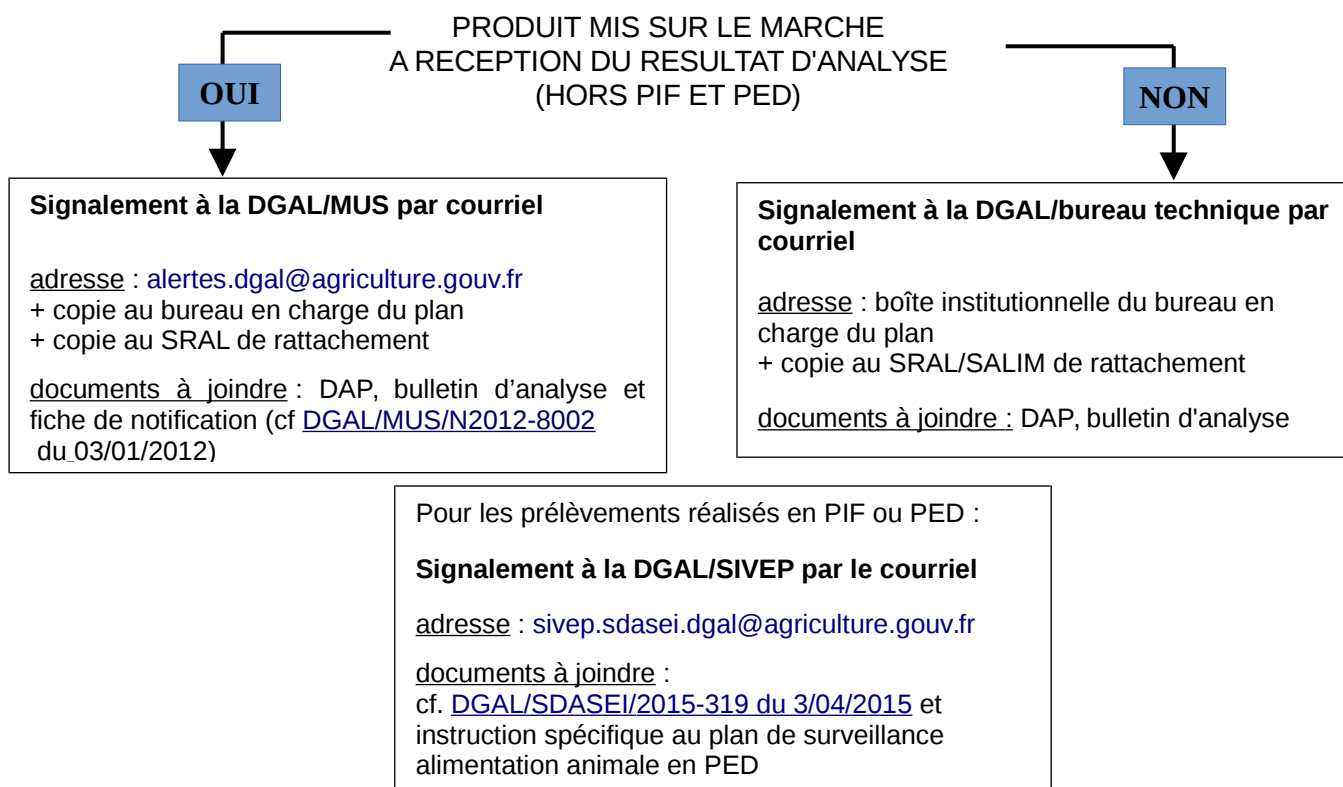 PRODUIT MIS SUR LE MARCHE
A RECEPTION DU RESULTAT D'ANALYSE
(HORS PIF ET PED)
OUI
NON
Signalement à la DGAL/MUS par courriel
adresse : alertes.dgal@agriculture.gouv.fr
+ copie au bureau en charge du plan
+ copie au SRAL de rattachement
documents à joindre : DAP, bulletin d’analyse et
fiche de notification (cf DGAL/MUS/N2012-8002
du 03/01/2012)
Signalement à la DGAL/bureau technique par
courriel
adresse : boîte institutionnelle du bureau en
charge du plan
+ copie au SRAL/SALIM de rattachement
documents à joindre : DAP, bulletin d'analyse
Pour les prélèvements réalisés en PIF ou PED :
Signalement à la DGAL/SIVEP par le courriel
adresse : sivep.sdasei.dgal@agriculture.gouv.fr
documents à joindre :
cf. DGAL/SDASEI/2015-319 du 3/04/2015 et
instruction spécifique au plan de surveillance
alimentation animale en PED